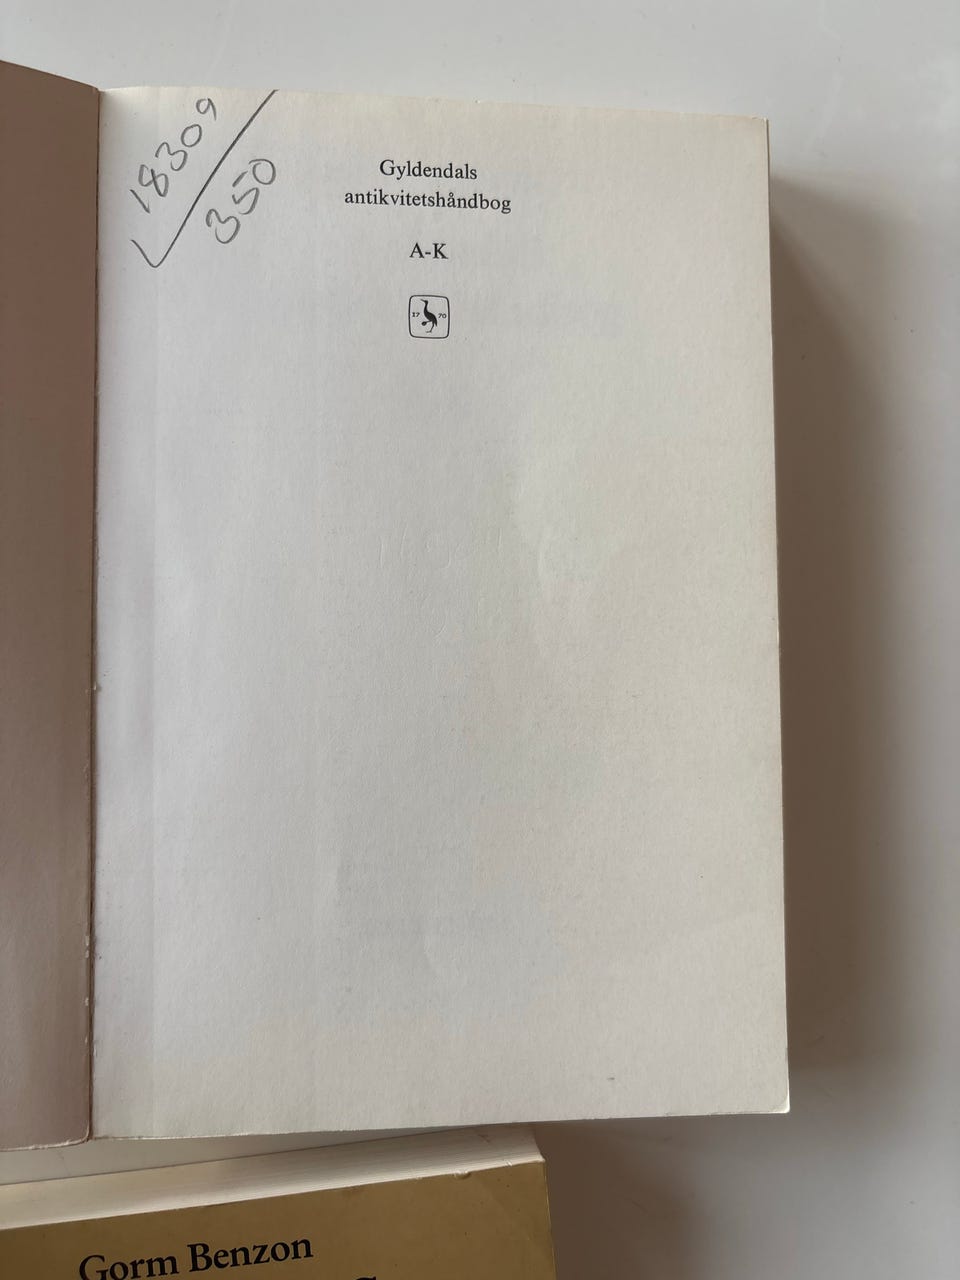 18309
350
Gyldendals
antikvitetshåndbog
A-K
17 70
Gorm Benzon